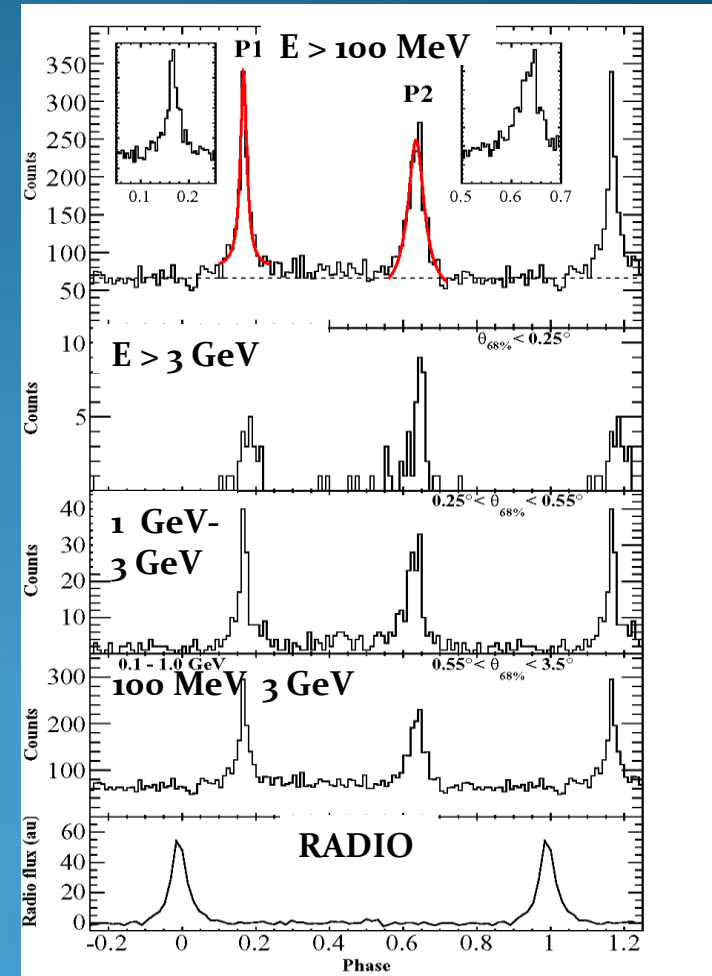 P1 E > 100 MeV
P2
350
300
250
200
150
100
50
Counts
0.1 0.2
0.5 0.6 0.7
E > 3 GeV
θ68% < 0.25°
10
5
Counts
1 GeV-
3 GeV
0.25° < θ68% < 0.55°
40
30
20
10
Counts
0.1 - 1.0 GeV
0.55° < θ68% < 3.5°
100 MeV 3 GeV
300
200
100
Counts
RADIO
60
40
20
0
Radio flux (au)
-0.2 0 0.2 0.4 0.6 0.8 1 1.2
Phase